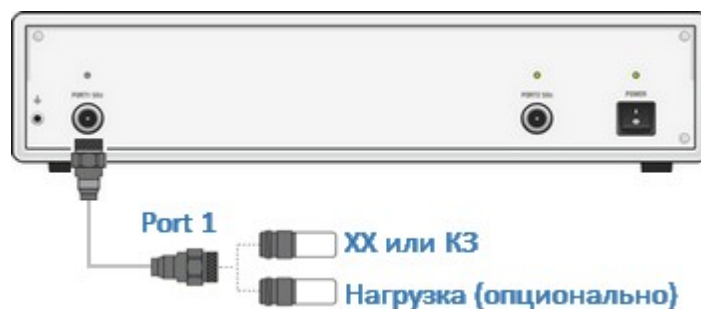 PORT1 50Ω
PORT2 50Ω
POWER
Port 1
ХХ или КЗ
Нагрузка (опционально)